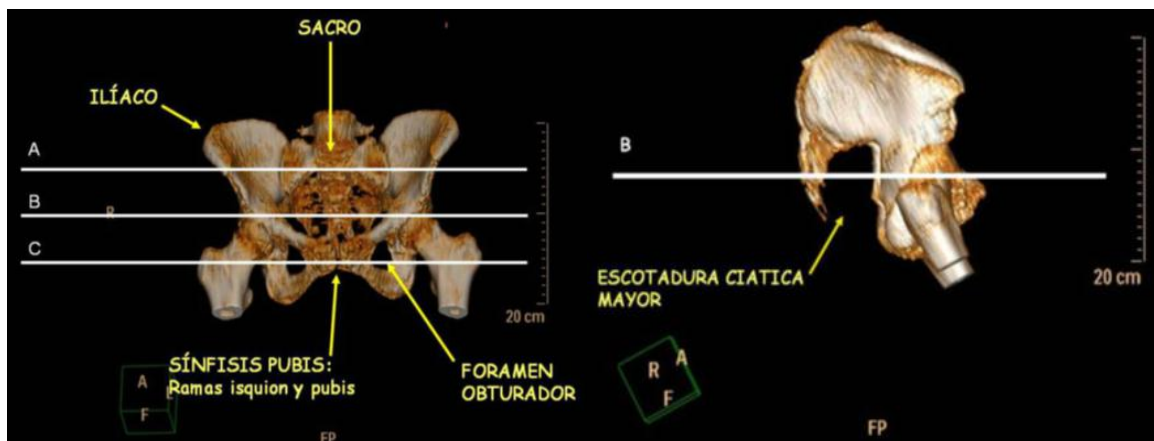 SACRO
ILÍACO
A
B
R
C
20 cm
SÍNFISIS PUBIS:
Ramas isquion y pubis
FORAMEN
OBTURADOR
A
L
F
FP
B
ESCOTADURA CIATICA
MAYOR
20 cm
R
A
F
FP